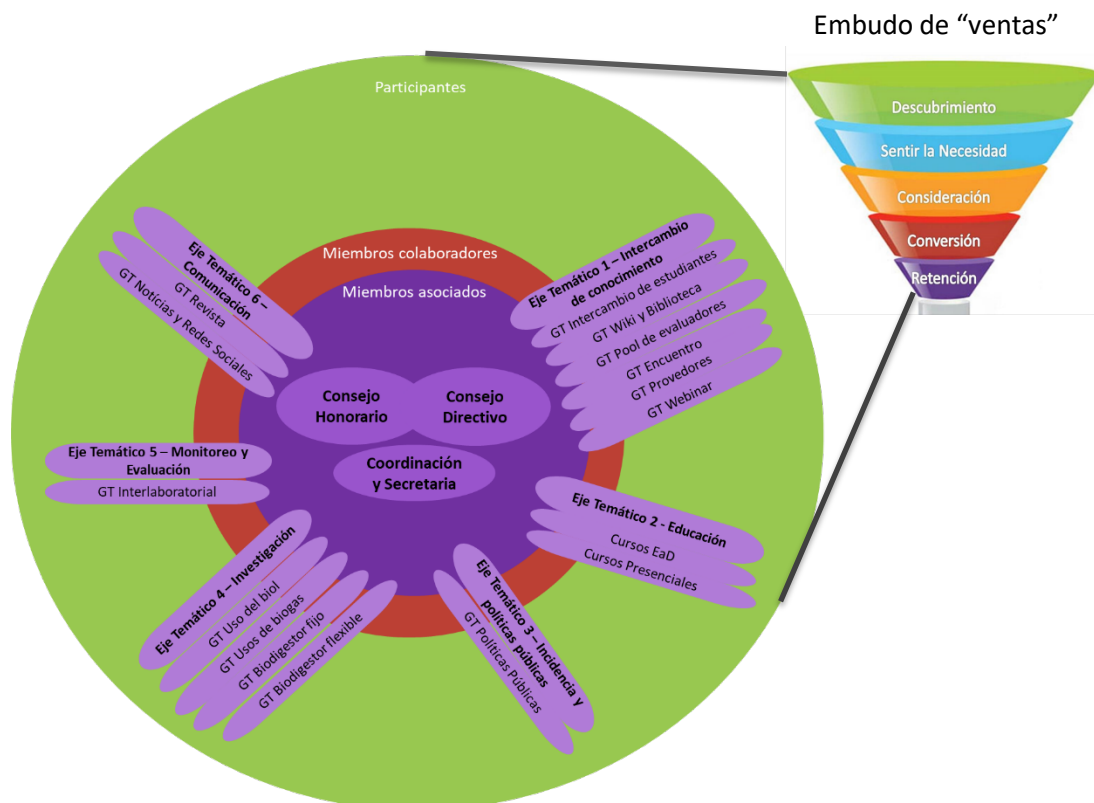 Embudo de “ventas”
Descubrimiento
Sentir la Necesidad
Consideración
Conversión
Retención
Participantes
Miembros colaboradores
Miembros asociados
Consejo
Honorario
Consejo
Directivo
Coordinación
y Secretaria
Eje Temático 1 – Intercambio
de conocimiento
GT Intercambio de estudiantes
GT Wiki y Biblioteca
GT Pool de evaluadores
GT Encuentro
GT Provedores
GT Webinar
Eje Temático 2 - Educación
Cursos EaD
Cursos Presenciales
Eje Temático 3 – Incidencia y
políticas públicas
GT Políticas Públicas
Eje Temático 4 – Investigación
GT Uso del biol
GT Usos de biogas
GT Biodigestor fijo
GT Biodigestor flexible
Eje Temático 5 – Monitoreo y
Evaluación
GT Interlaboratorial
Eje Temático 6 –
Comunicación
GT Revista
GT Noticias y Redes Sociales